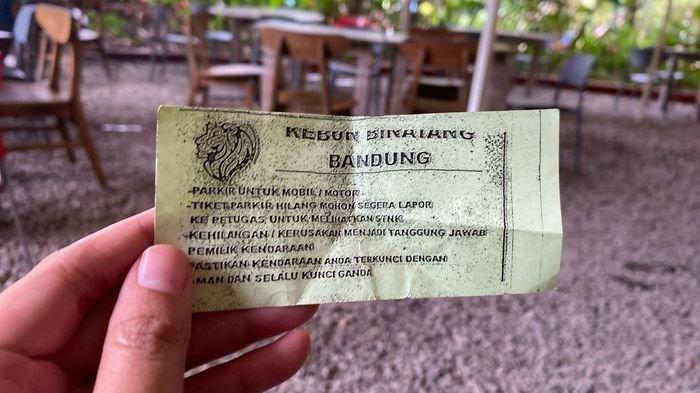 KEBUN BINATANG
BANDUNG
-PARKIR UNTUK MOBIL / MOTOR
-TIKET PARKIR HILANG MOHON SEGERA LAPOR
KE PETUGAS, UNTUK MELIHATKAN STNK
-KEHILANGAN / KERUSAKAN MENJADI TANGGUNG JAWAB
PEMILIK KENDARAAN
PASTIKAN KENDARAAN ANDA TERKUNCI DENGAN
AMAN DAN SELALU KUNCI GANDA